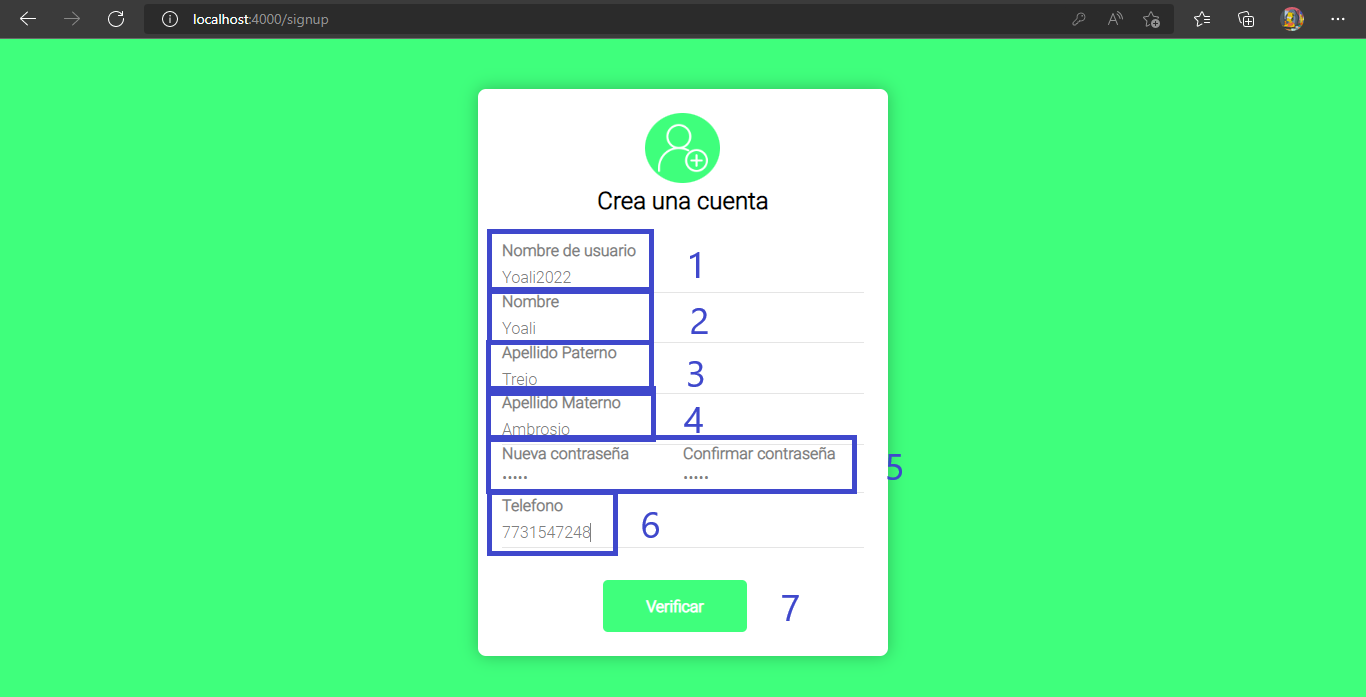 localhost:4000/signup
Crea una cuenta
Nombre de usuario
Yoali2022
1
Nombre
Yoali
2
Apellido Paterno
Trejo
3
Apellido Materno
Ambrosio
4
Nueva contraseña Confirmar contraseña
••••• •••••
5
Telefono
7731547248
6
Verificar 7